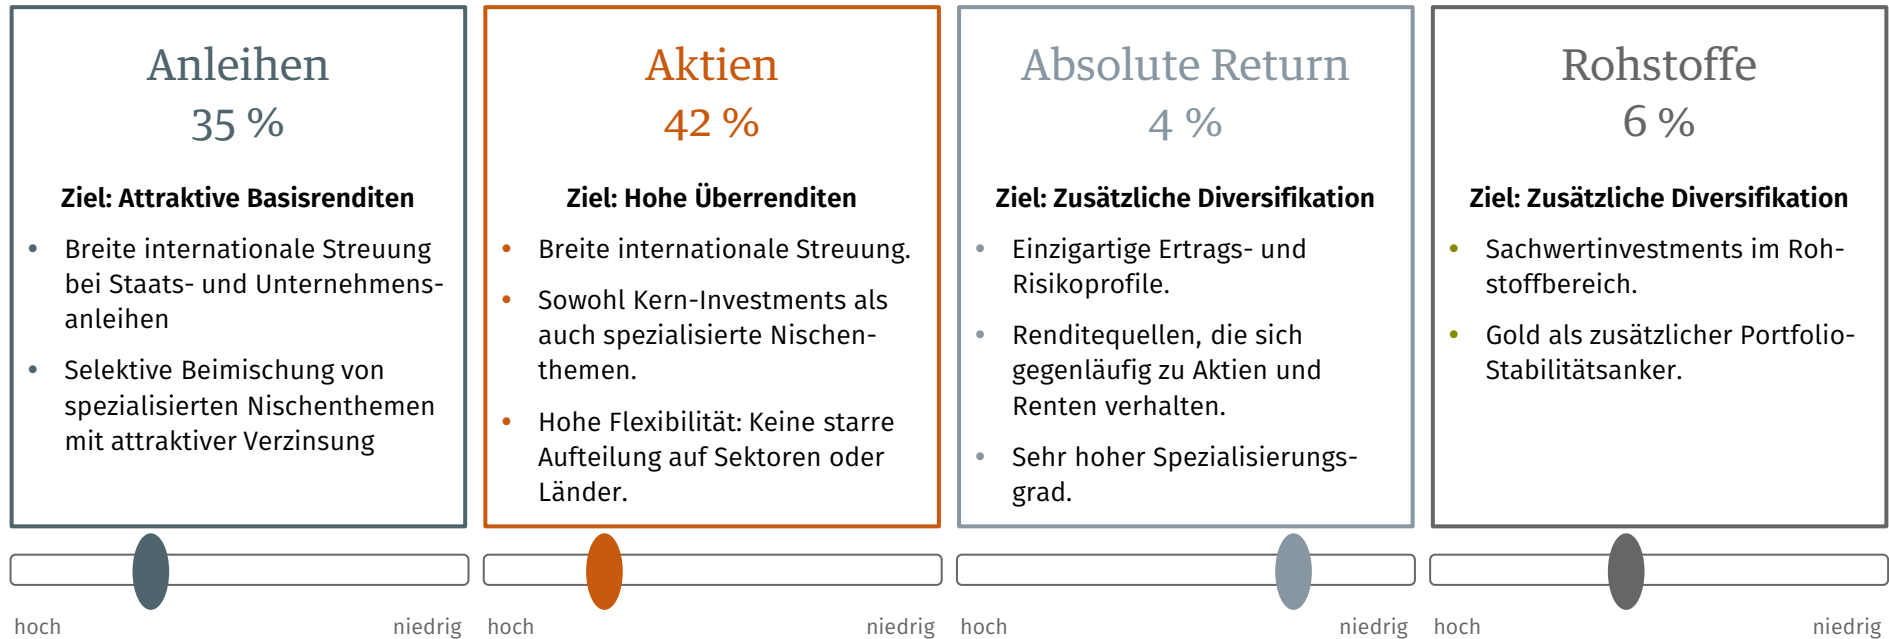 Anleihen
35 %
Ziel: Attraktive Basisrenditen
• Breite internationale Streuung
bei Staats- und Unternehmens-
anleihen
• Selektive Beimischung von
spezialisierten Nischenthemen
mit attraktiver Verzinsung
hoch niedrig
Aktien
42 %
Ziel: Hohe Überrenditen
• Breite internationale Streuung.
• Sowohl Kern-Investments als
auch spezialisierte Nischen-
themen.
• Hohe Flexibilität: Keine starre
Aufteilung auf Sektoren oder
Länder.
hoch niedrig
Absolute Return
4 %
Ziel: Zusätzliche Diversifikation
• Einzigartige Ertrags- und
Risikoprofile.
• Renditequellen, die sich
gegenläufig zu Aktien und
Renten verhalten.
• Sehr hoher Spezialisierungs-
grad.
hoch niedrig
Rohstoffe
6 %
Ziel: Zusätzliche Diversifikation
• Sachwertinvestments im Roh-
stoffbereich.
• Gold als zusätzlicher Portfolio-
Stabilitätsanker.
hoch niedrig